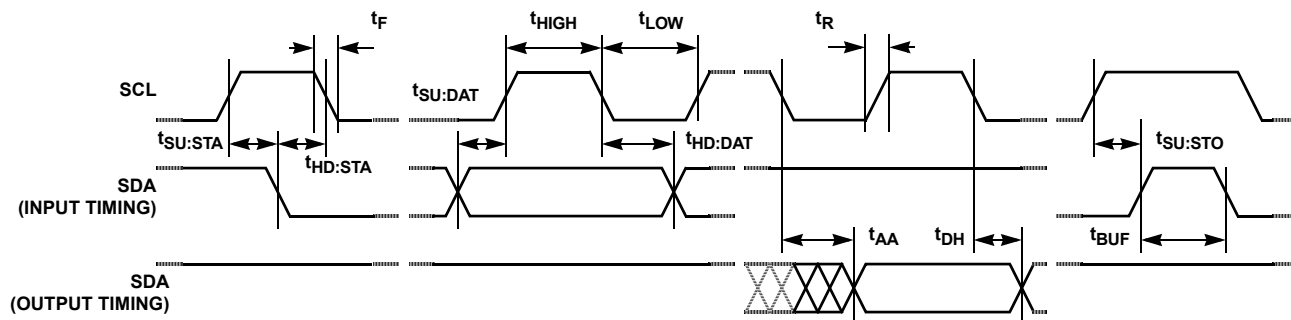 tF
tHIGH
tLOW
tR
SCL
tSU:DAT
tSU:STA
tHD:STA
tHD:DAT
tSU:STO
SDA
(INPUT TIMING)
tAA
tDH
tBUF
SDA
(OUTPUT TIMING)